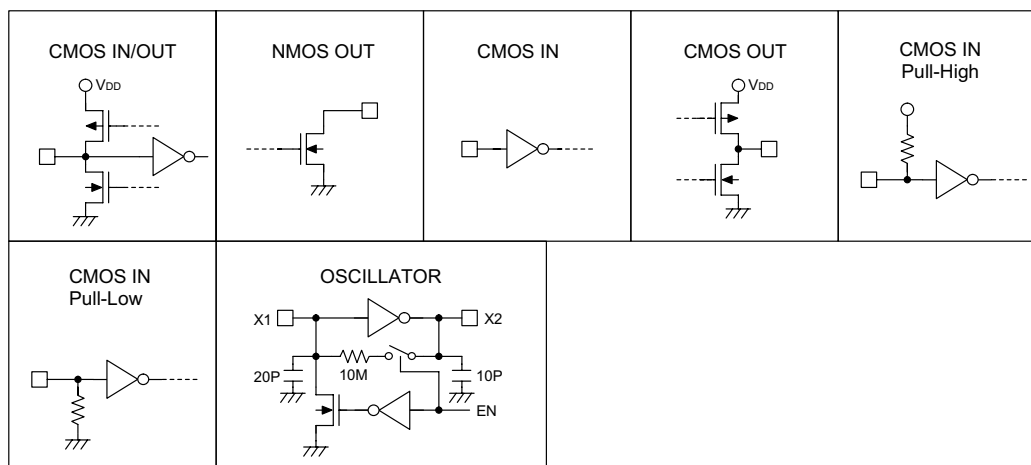 CMOS IN/OUT
VDD
NMOS OUT
CMOS IN
CMOS OUT
VDD
CMOS IN
Pull-High
CMOS IN
Pull-Low
OSCILLATOR
X1
X2
20P
10M
10P
EN